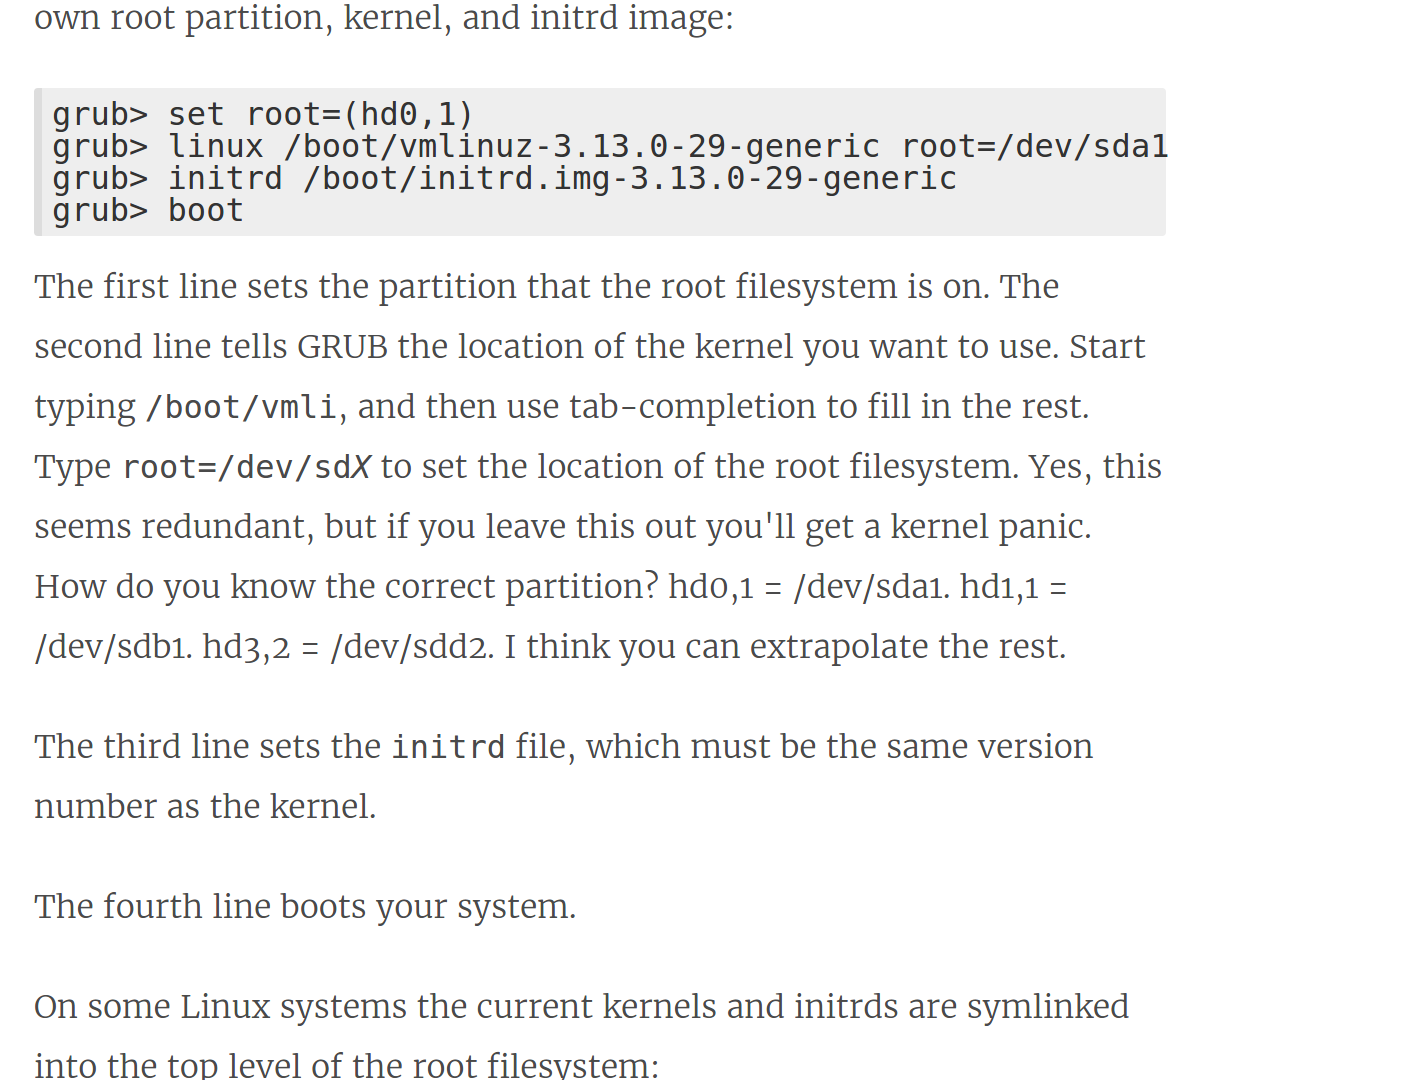 own root partition, kernel, and initrd image:
grub> set root=(hd0,1)
grub> linux /boot/vmlinuz-3.13.0-29-generic root=/dev/sda1
grub> initrd /boot/initrd.img-3.13.0-29-generic
grub> boot
The first line sets the partition that the root filesystem is on. The
second line tells GRUB the location of the kernel you want to use. Start
typing /boot/vmli, and then use tab-completion to fill in the rest.
Type root=/dev/sdX to set the location of the root filesystem. Yes, this
seems redundant, but if you leave this out you'll get a kernel panic.
How do you know the correct partition? hd0,1 = /dev/sda1. hd1,1 =
/dev/sdb1. hd3,2 = /dev/sdd2. I think you can extrapolate the rest.
The third line sets the initrd file, which must be the same version
number as the kernel.
The fourth line boots your system.
On some Linux systems the current kernels and initrds are symlinked
into the top level of the root filesystem: